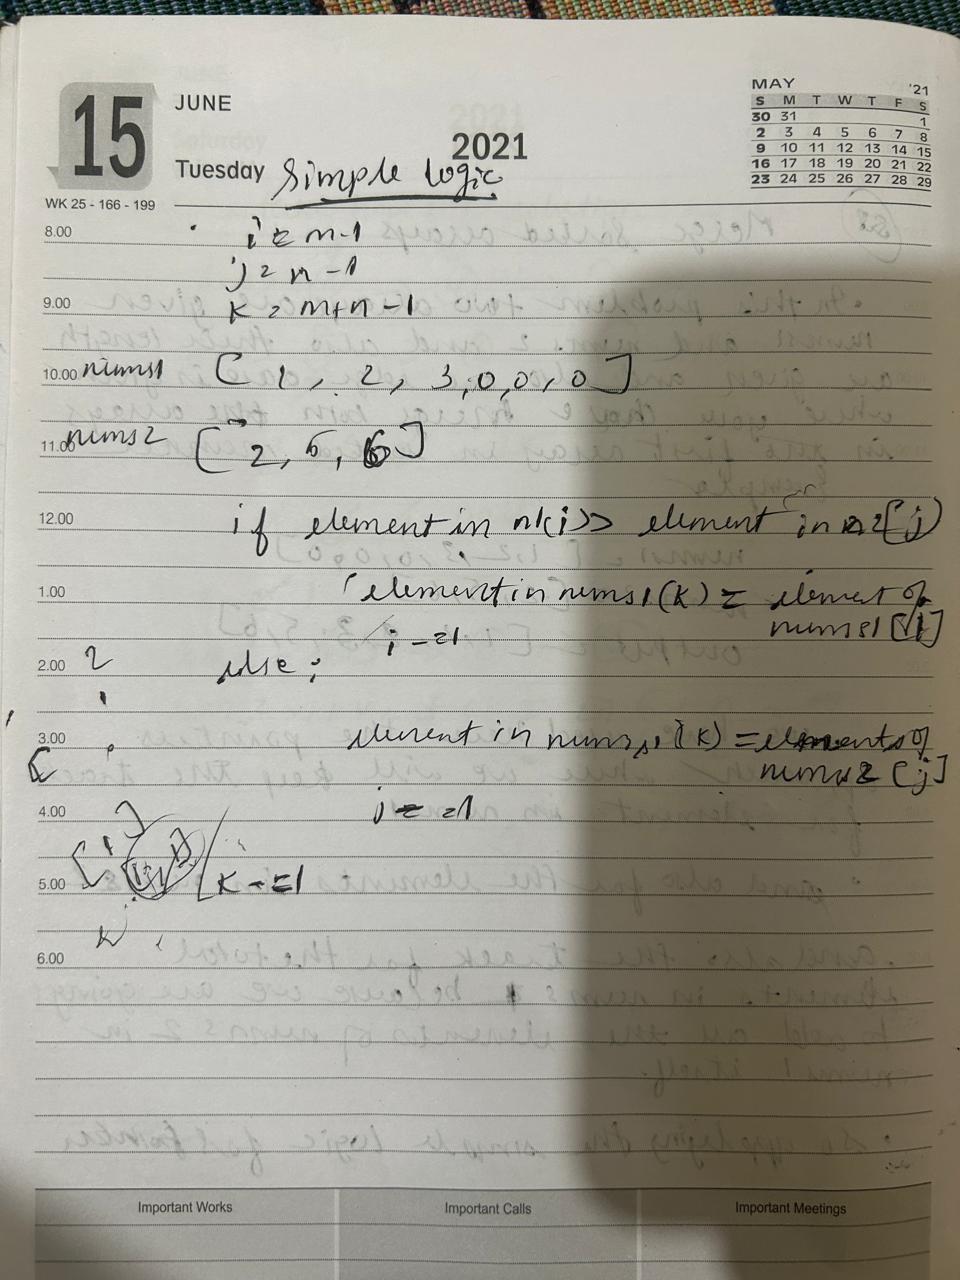 15
JUNE
2021
Tuesday Simple logic
WK 25 - 166 - 199
MAY '21
S M T W T F S
30 31 1
2 3 4 5 6 7 8
9 10 11 12 13 14 15
16 17 18 19 20 21 22
23 24 25 26 27 28 29
8.00 i = m-1
j = n -1
9.00 k = m+n -1
10.00 nums1 [ 1, 2, 3, 0, 0, 0 ]
11.00 nums2 [ 2, 5, 6 ]
12.00 if element in n1(i) >> element in n2[j)
1.00 element in nums1(k) = element of
nums1 [i]
i -=1
2.00 else ;
3.00 element in nums1 (k) = elements of
nums2 [j]
4.00 j -=1
5.00 k -=1
6.00
Important Works Important Calls Important Meetings